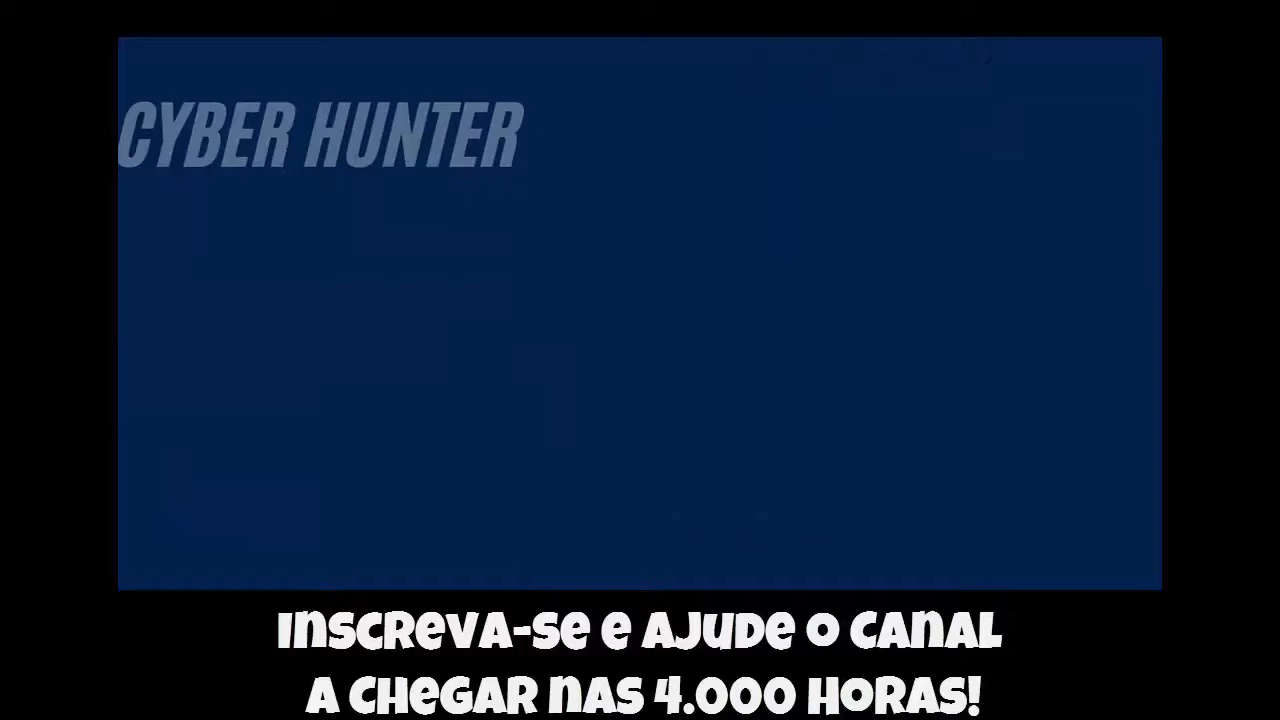 CYBER HUNTER
Inscreva-se e ajude o canal
a chegar nas 4.000 horas!